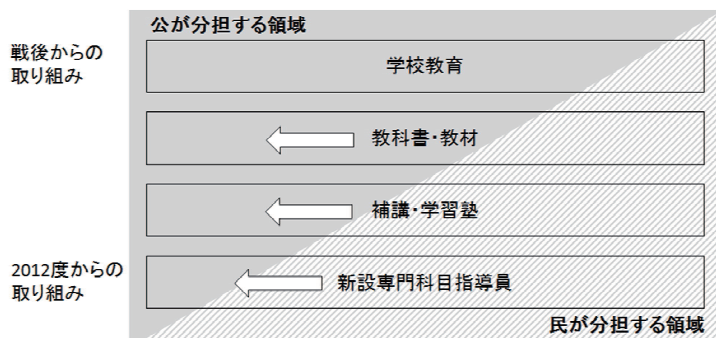 公が分担する領域
戦後からの
取り組み
学校教育
教科書・教材
補講・学習塾
2012度からの
取り組み
新設専門科目指導員
民が分担する領域